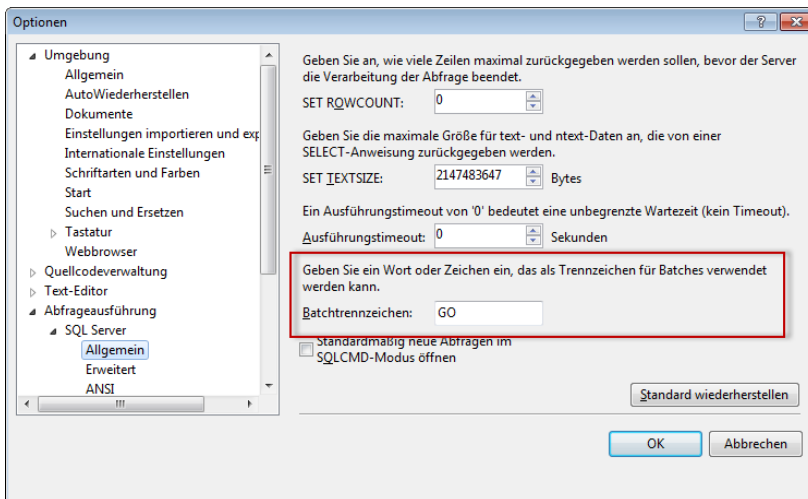 Optionen
Umgebung
Allgemein
AutoWiederherstellen
Dokumente
Einstellungen importieren und exp
Internationale Einstellungen
Schriftarten und Farben
Start
Suchen und Ersetzen
Tastatur
Webbrowser
Quellcodeverwaltung
Text-Editor
Abfrageausführung
SQL Server
Allgemein
Erweitert
ANSI
Geben Sie an, wie viele Zeilen maximal zurückgegeben werden sollen, bevor der Server
die Verarbeitung der Abfrage beendet.
SET ROWCOUNT: 0
Geben Sie die maximale Größe für text- und ntext-Daten an, die von einer
SELECT-Anweisung zurückgegeben werden.
SET TEXTSIZE: 2147483647 Bytes
Ein Ausführungstimeout von '0' bedeutet eine unbegrenzte Wartezeit (kein Timeout).
Ausführungstimeout: 0 Sekunden
Geben Sie ein Wort oder Zeichen ein, das als Trennzeichen für Batches verwendet
werden kann.
Batchtrennzeichen: GO
Standardmäßig neue Abfragen im
SQLCMD-Modus öffnen
Standard wiederherstellen
OK Abbrechen